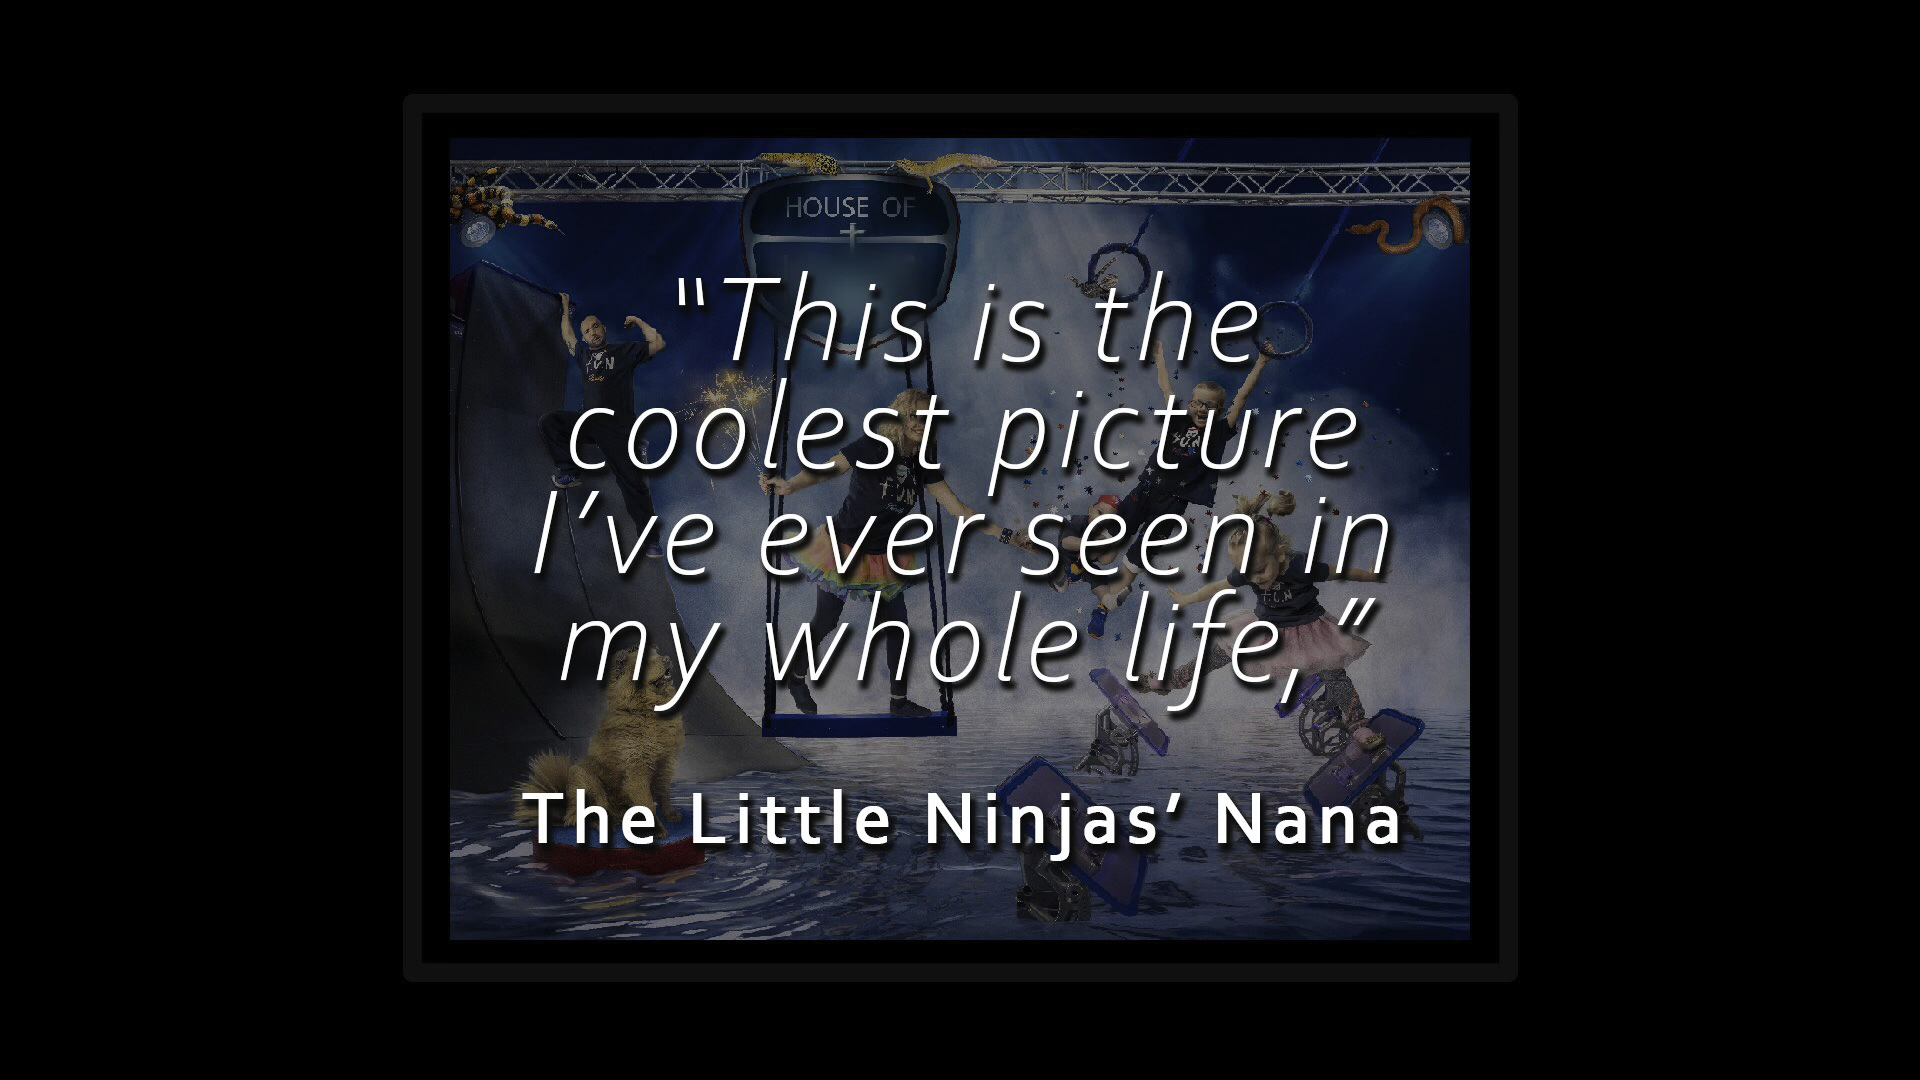 HOUSE OF
“This is the
coolest picture
I’ve ever seen in
my whole life,”
The Little Ninjas’ Nana